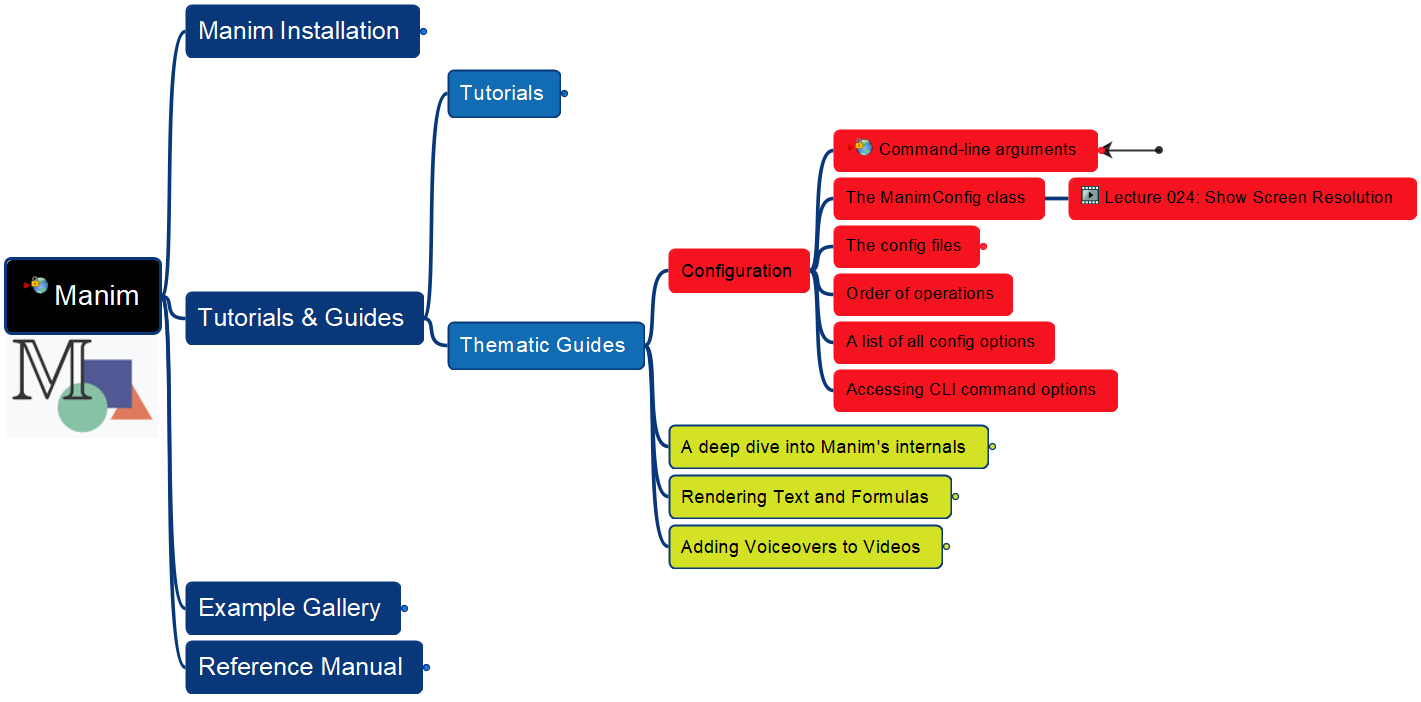 Manim Installation
Tutorials
Command-line arguments
The ManimConfig class
Lecture 024: Show Screen Resolution
The config files
Configuration
Manim
Order of operations
Tutorials & Guides
Thematic Guides
A list of all config options
M
Accessing CLI command options
A deep dive into Manim's internals
Rendering Text and Formulas
Adding Voiceovers to Videos
Example Gallery
Reference Manual